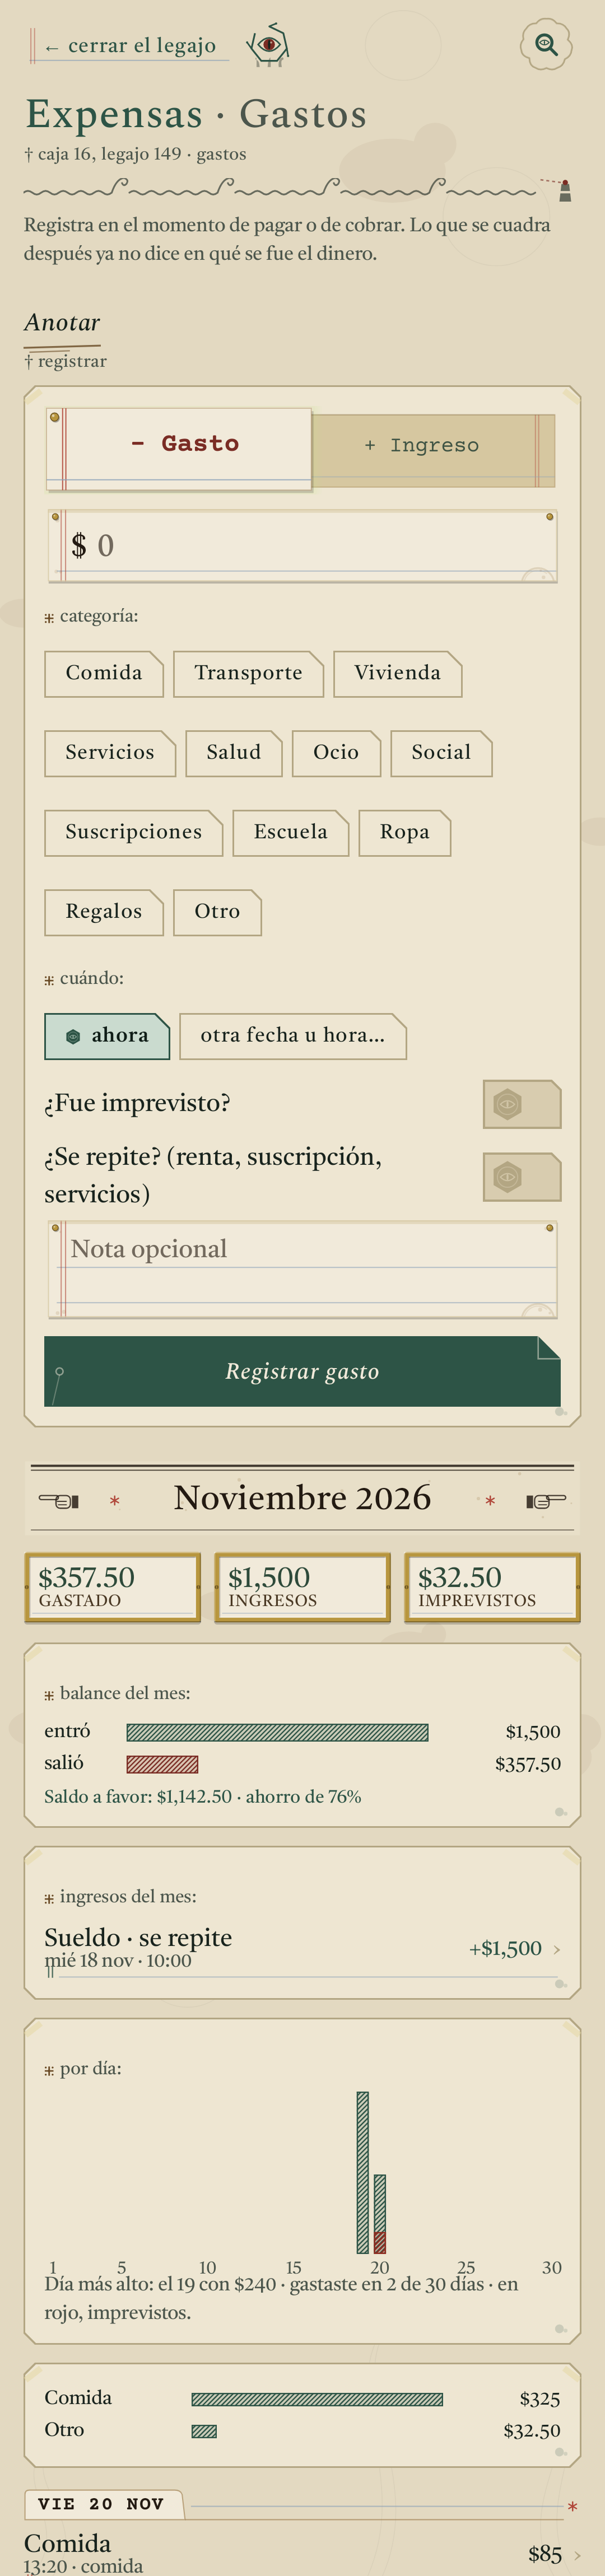 ← cerrar el legajo
Expensas · Gastos
† caja 16, legajo 149 · gastos
Registra en el momento de pagar o de cobrar. Lo que se cuadra
después ya no dice en qué se fue el dinero.
Anotar
† registrar
− Gasto
+ Ingreso
$ 0
categoría:
Comida
Transporte
Vivienda
Servicios
Salud
Ocio
Social
Suscripciones
Escuela
Ropa
Regalos
Otro
cuándo:
ahora
otra fecha u hora...
¿Fue imprevisto?
¿Se repite? (renta, suscripción,
servicios)
Nota opcional
Registrar gasto
* Noviembre 2026 *
$357.50
GASTADO
$1,500
INGRESOS
$32.50
IMPREVISTOS
balance del mes:
entró $1,500
salió $357.50
Saldo a favor: $1,142.50 · ahorro de 76%
ingresos del mes:
Sueldo · se repite
mié 18 nov · 10:00
+$1,500 ›
por día:
1 5 10 15 20 25 30
Día más alto: el 19 con $240 · gastaste en 2 de 30 días · en
rojo, imprevistos.
Comida $325
Otro $32.50
VIE 20 NOV *
Comida
13:20 · comida
$85 ›